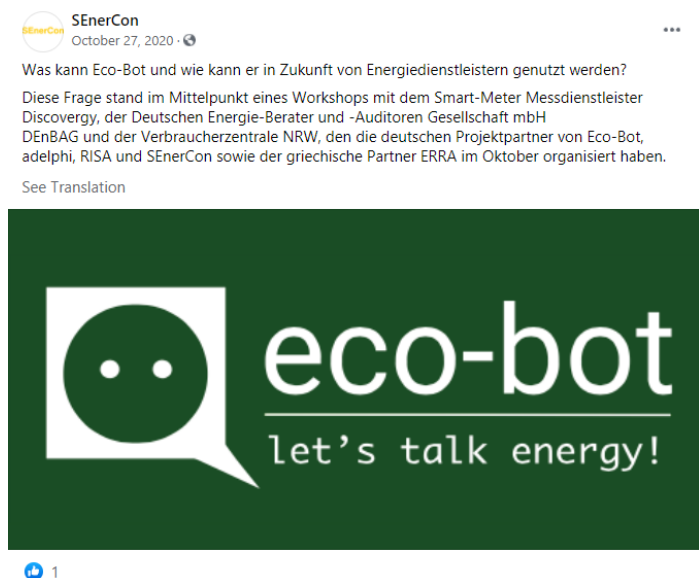 SEnerCon
SEnerCon
October 27, 2020 ·
Was kann Eco-Bot und wie kann er in Zukunft von Energiedienstleistern genutzt werden?
Diese Frage stand im Mittelpunkt eines Workshops mit dem Smart-Meter Messdienstleister
Discovergy, der Deutschen Energie-Berater und -Auditoren Gesellschaft mbH
DEnBAG und der Verbraucherzentrale NRW, den die deutschen Projektpartner von Eco-Bot,
adelphi, RISA und SEnerCon sowie der griechische Partner ERRA im Oktober organisiert haben.
See Translation
eco-bot
let's talk energy!
1